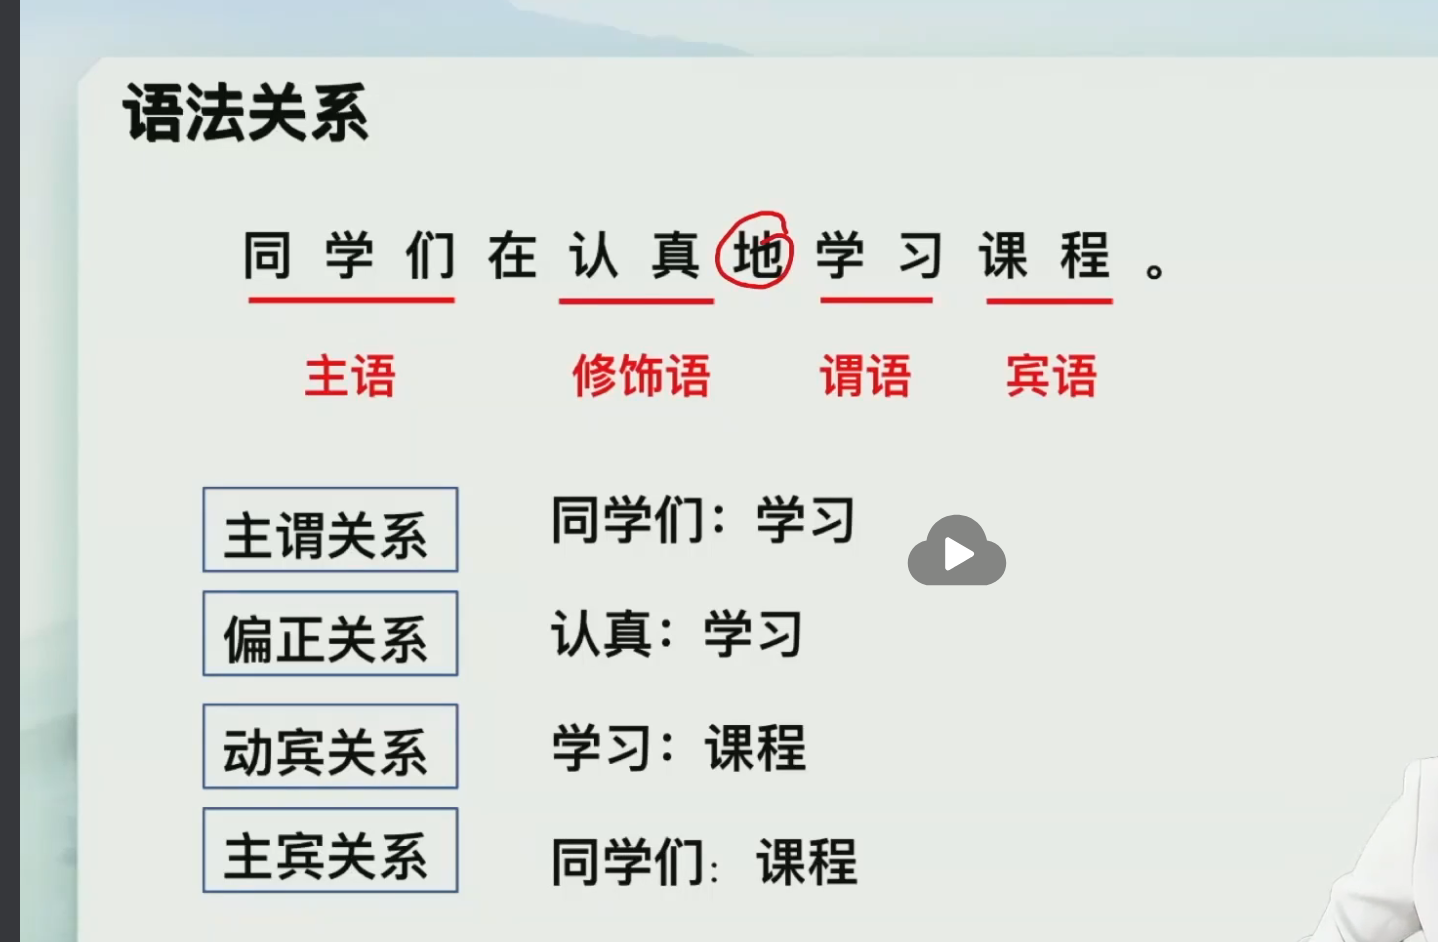 语法关系
同学们在认真地学习课程。
主语 修饰语 谓语 宾语
主谓关系 同学们：学习
偏正关系 认真：学习
动宾关系 学习：课程
主宾关系 同学们：课程